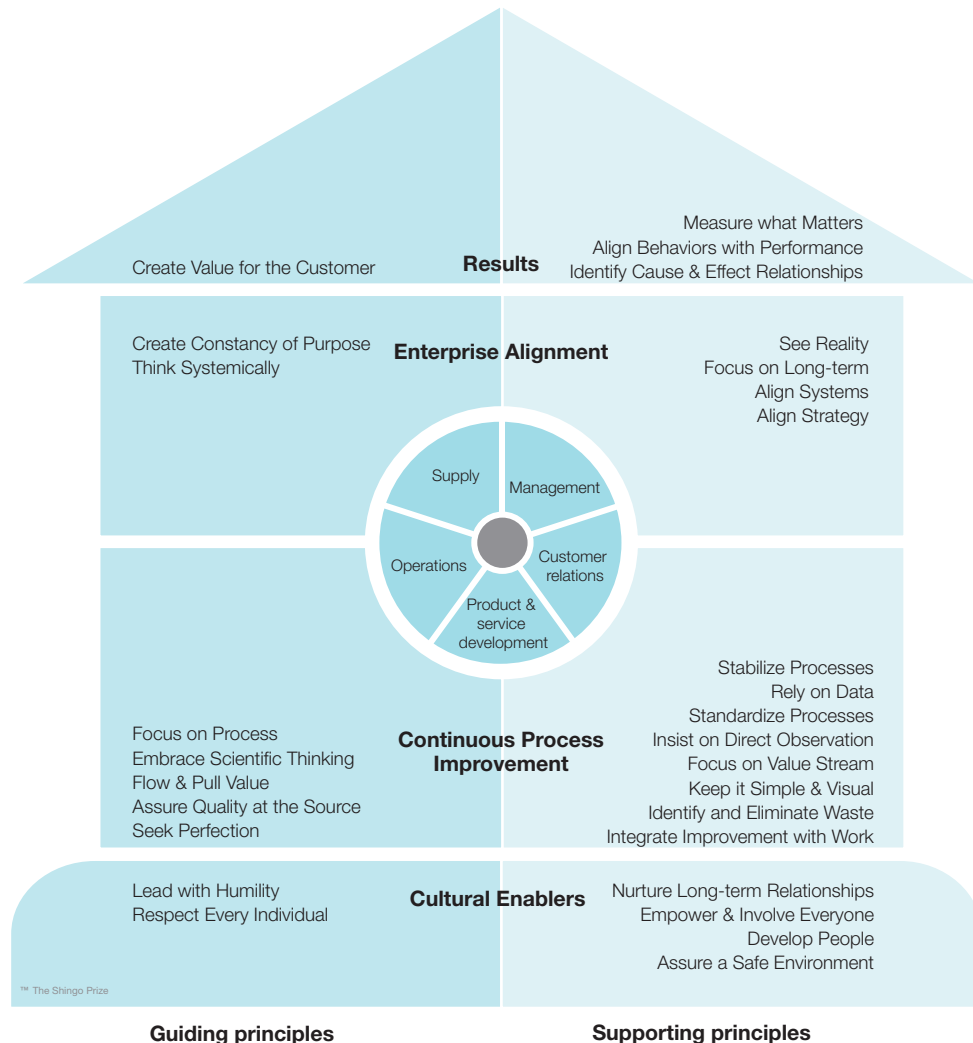 Create Value for the Customer
Results
Measure what Matters
Align Behaviors with Performance
Identify Cause & Effect Relationships
Create Constancy of Purpose
Think Systemically
Enterprise Alignment
See Reality
Focus on Long-term
Align Systems
Align Strategy
Supply
Management
Operations
Customer
relations
Product &
service
development
Focus on Process
Embrace Scientific Thinking
Flow & Pull Value
Assure Quality at the Source
Seek Perfection
Continuous Process
Improvement
Stabilize Processes
Rely on Data
Standardize Processes
Insist on Direct Observation
Focus on Value Stream
Keep it Simple & Visual
Identify and Eliminate Waste
Integrate Improvement with Work
Lead with Humility
Respect Every Individual
Cultural Enablers
Nurture Long-term Relationships
Empower & Involve Everyone
Develop People
Assure a Safe Environment
™ The Shingo Prize
Guiding principles
Supporting principles